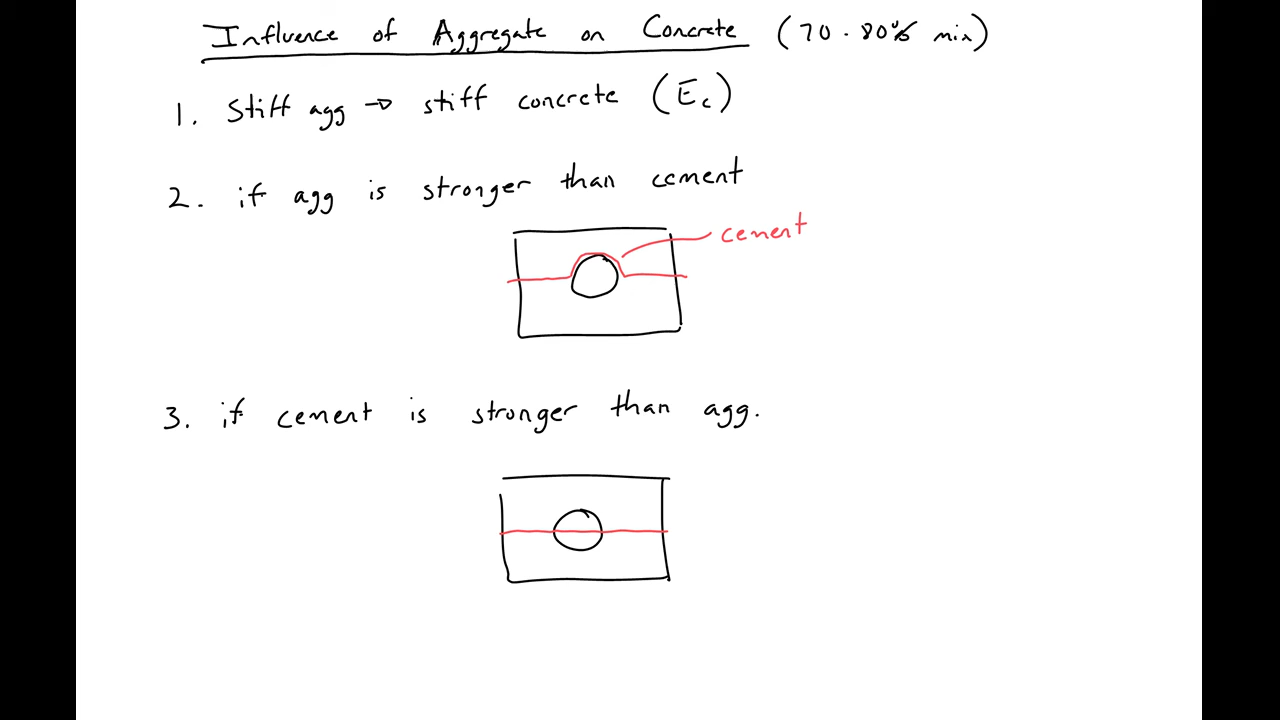 Influence of Aggregate on Concrete (70-80% mix)
1. Stiff agg → stiff concrete (Ec)
2. if agg is stronger than cement
cement
3. if cement is stronger than agg.